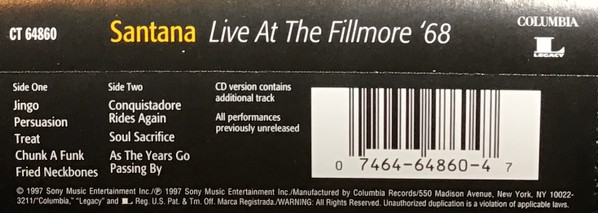 CT 64860
Santana Live At The Fillmore '68
COLUMBIA
L
LEGACY
Side One
Jingo
Persuasion
Treat
Chunk A Funk
Fried Neckbones
Side Two
Conquistadore
Rides Again
Soul Sacrifice
As The Years Go
Passing By
CD version contains
additional track
All performances
previously unreleased
0 7464-64860-4 7
© 1997 Sony Music Entertainment Inc./℗ 1997 Sony Music Entertainment Inc./Manufactured by Columbia Records/550 Madison Avenue, New York, NY 10022-
3211/"Columbia," "Legacy" and L Reg. U.S. Pat. & Tm. Off. Marca Registrada./WARNING: All Rights Reserved. Unauthorized duplication is a violation of applicable laws.